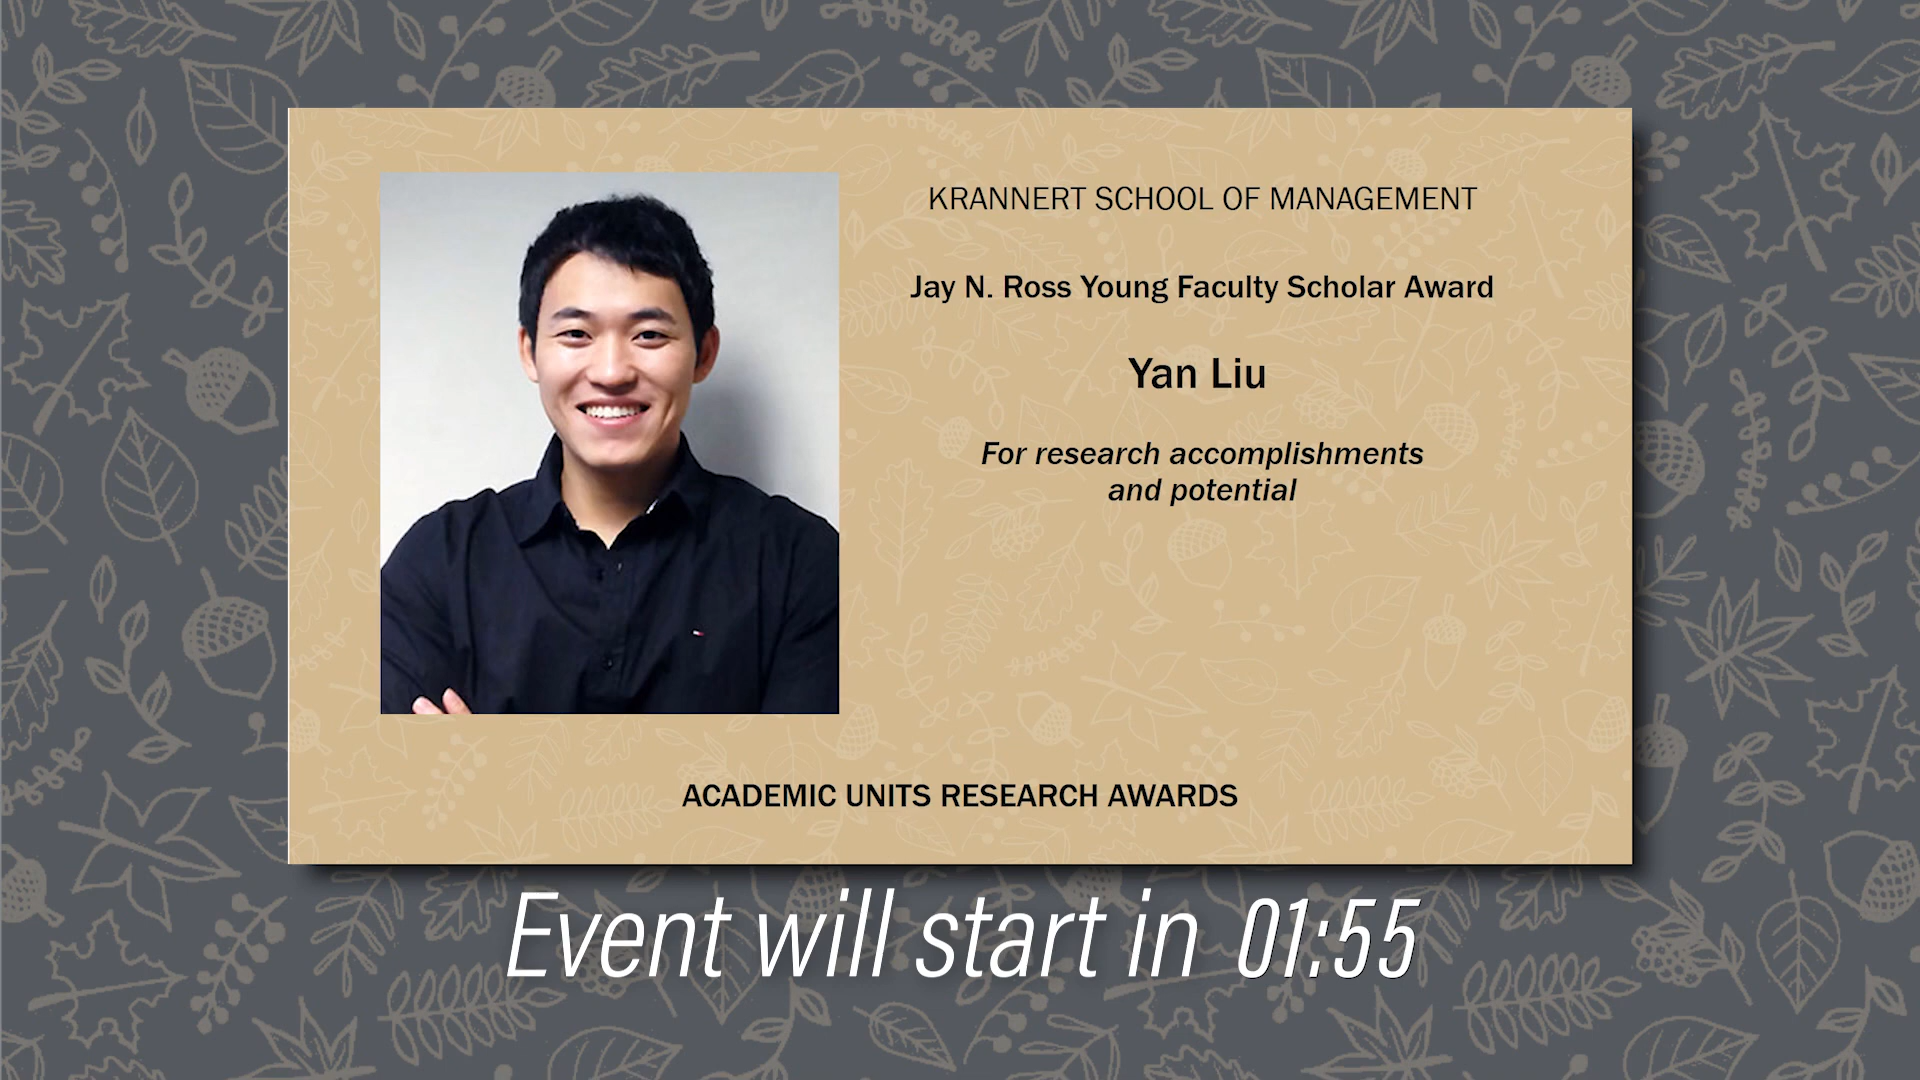 KRANNERT SCHOOL OF MANAGEMENT
Jay N. Ross Young Faculty Scholar Award
Yan Liu
For research accomplishments
and potential
ACADEMIC UNITS RESEARCH AWARDS
Event will start in 01:55